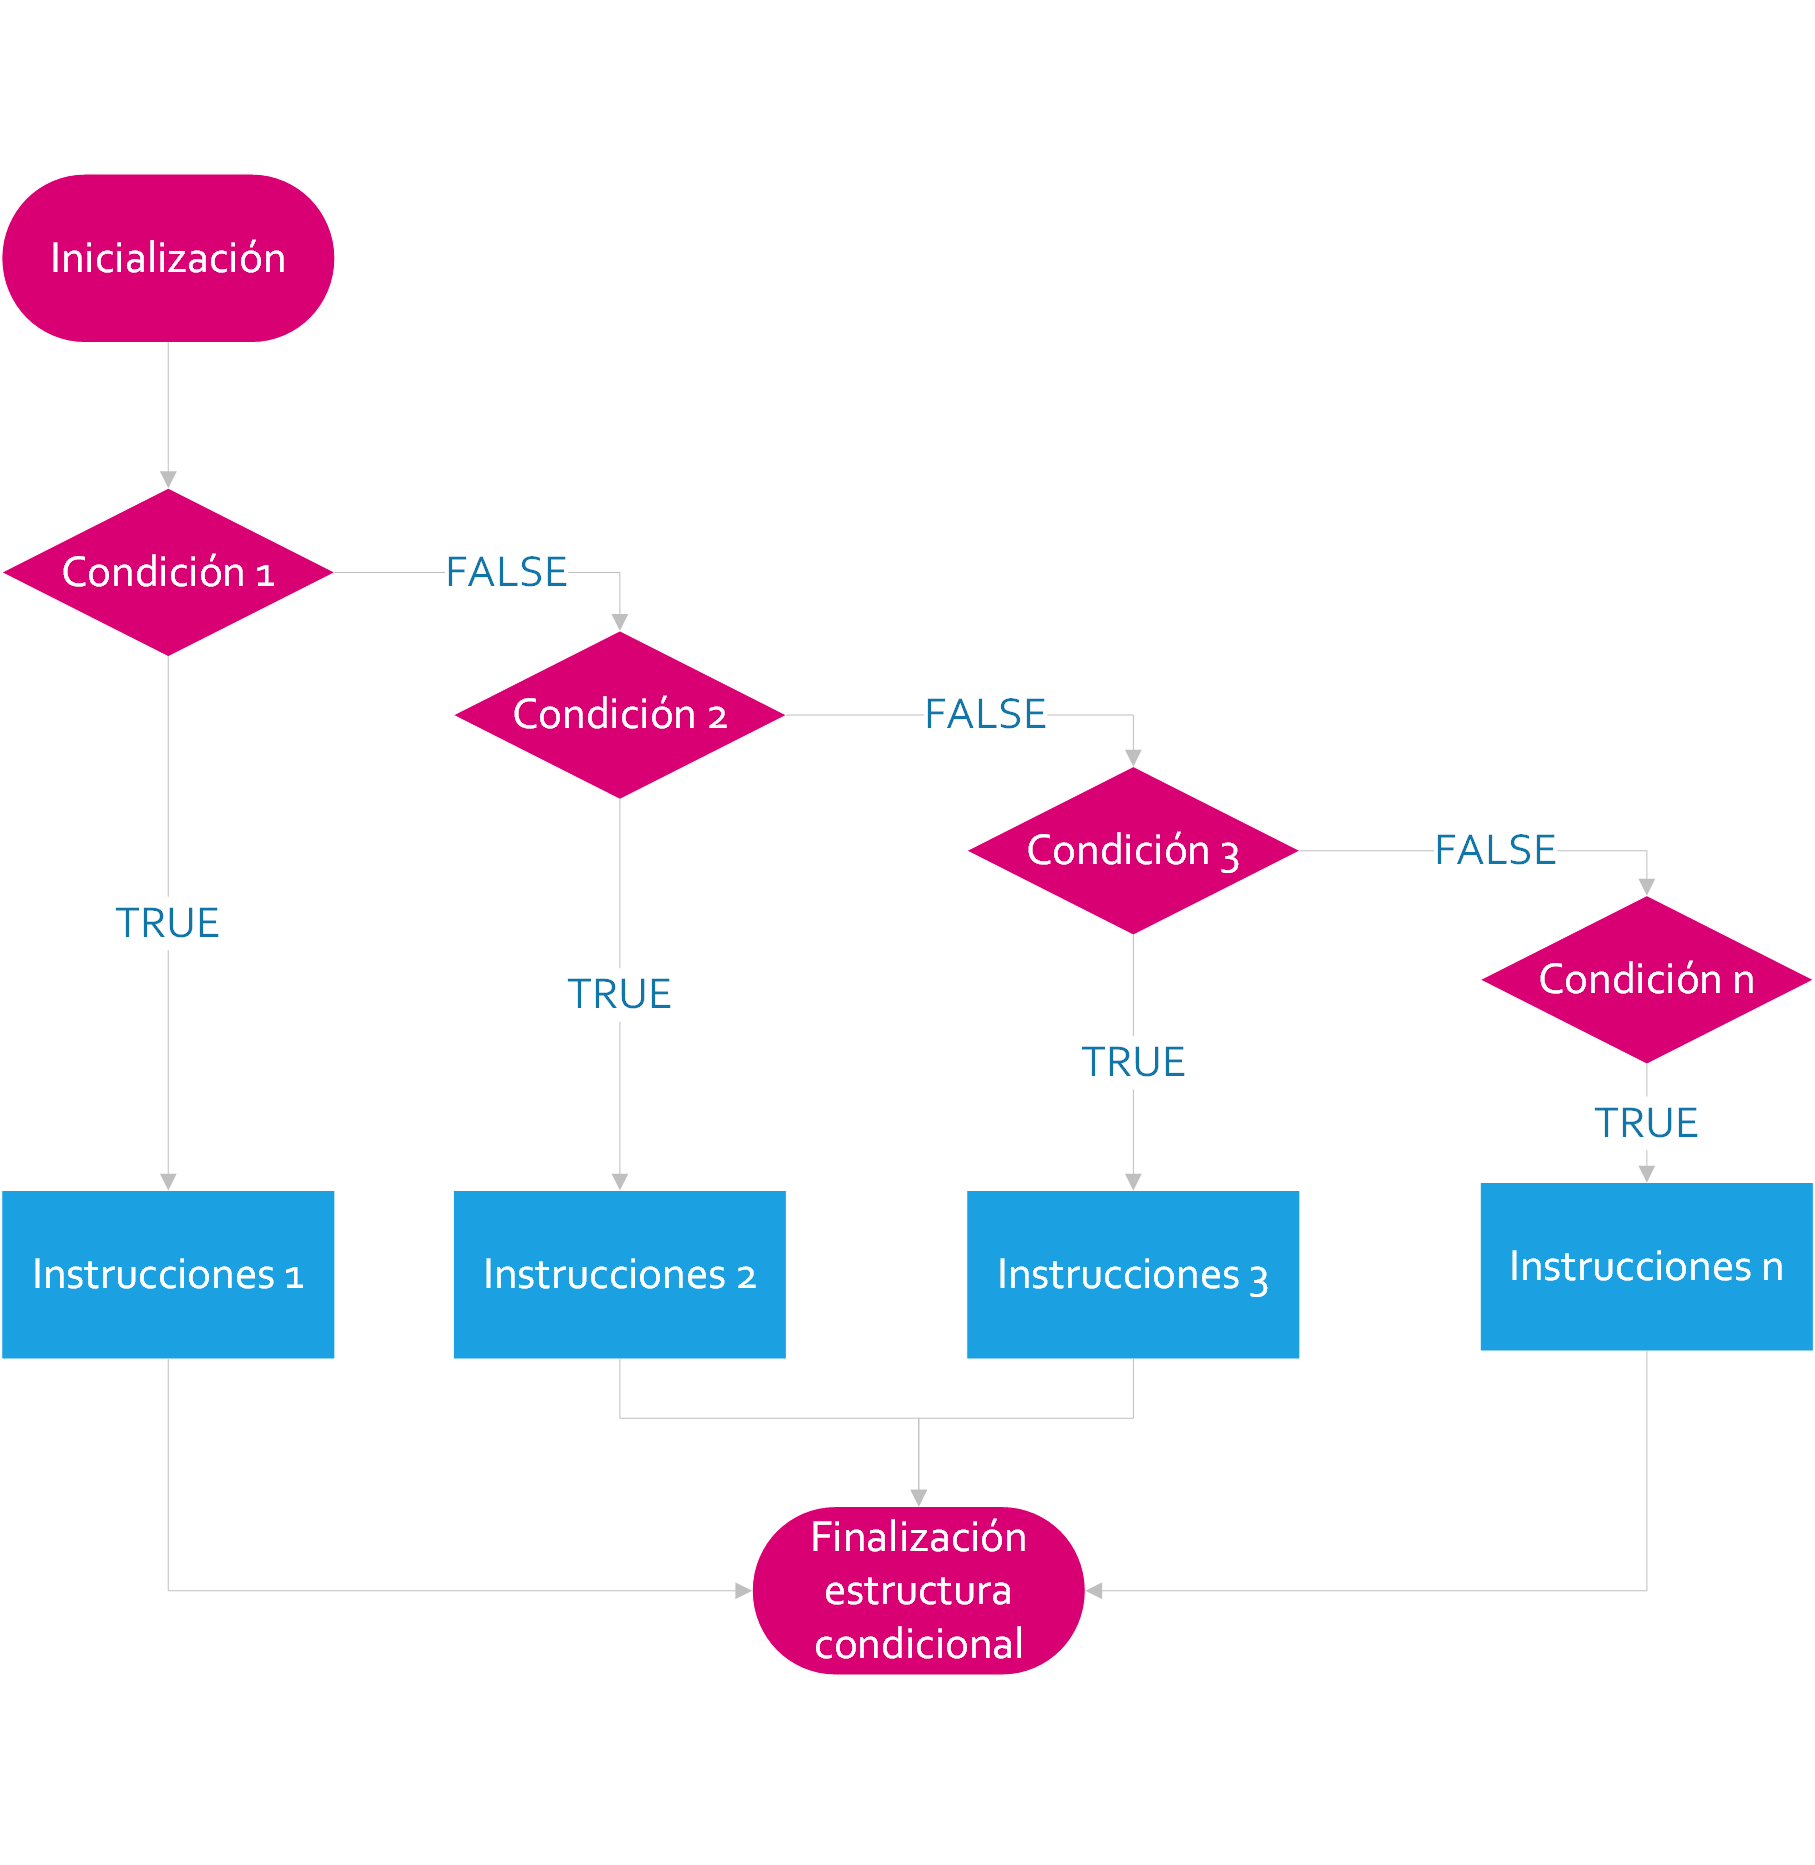 Inicialización
Condición 1
FALSE
Condición 2
FALSE
Condición 3
FALSE
Condición n
TRUE
TRUE
TRUE
TRUE
Instrucciones 1
Instrucciones 2
Instrucciones 3
Instrucciones n
Finalización
estructura
condicional